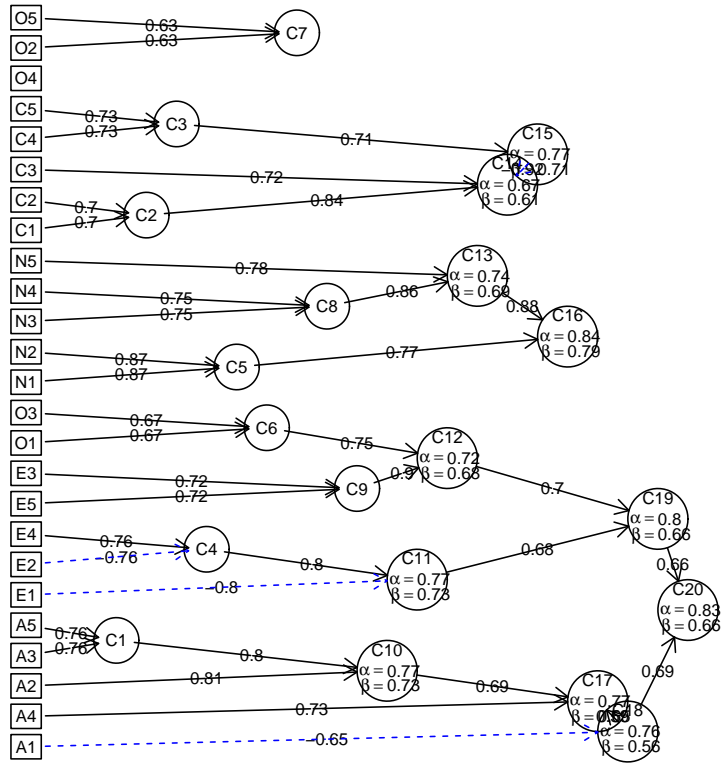 O5
0.63
O2
0.63
C7
O4
C5
0.73
C4
0.73
C3
0.71
C15
α = 0.77
0.71
C3
0.72
α = 0.67
β = 0.61
C2
0.7
C1
0.7
C2
0.84
N5
0.78
C13
α = 0.74
β = 0.69
N4
0.75
N3
0.75
C8
0.86
0.88
C16
α = 0.84
β = 0.79
N2
0.87
N1
0.87
C5
0.77
O3
0.67
O1
0.67
C6
0.75
C12
α = 0.72
β = 0.68
E3
0.72
E5
0.72
C9
0.9
0.7
C19
α = 0.8
β = 0.66
E4
0.76
E2
−0.76
C4
0.8
C11
α = 0.77
β = 0.73
0.68
E1
−0.8
0.66
C20
α = 0.83
β = 0.66
A5
0.76
A3
0.76
C1
0.8
C10
α = 0.77
β = 0.73
A2
0.81
0.69
C17
α = 0.77
0.69
A4
0.73
C18
α = 0.76
β = 0.56
A1
−0.65